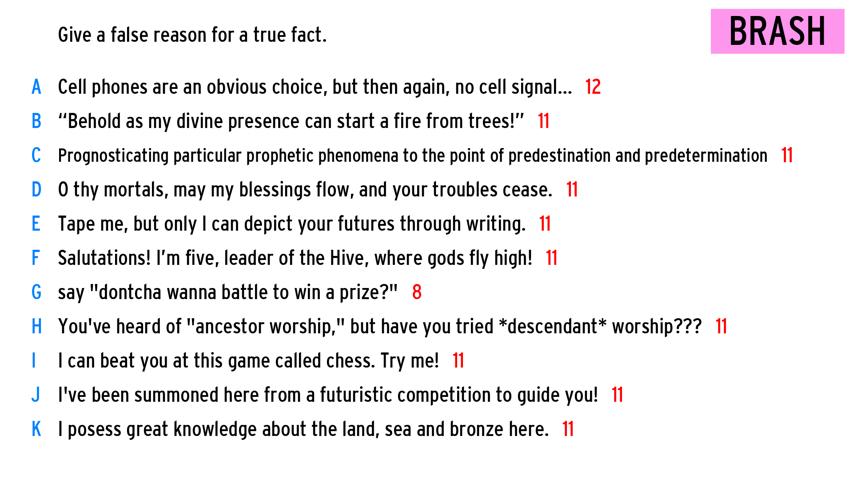 Give a false reason for a true fact.
BRASH
A Cell phones are an obvious choice, but then again, no cell signal... 12
B “Behold as my divine presence can start a fire from trees!” 11
C Prognosticating particular prophetic phenomena to the point of predestination and predetermination 11
D O thy mortals, may my blessings flow, and your troubles cease. 11
E Tape me, but only I can depict your futures through writing. 11
F Salutations! I'm five, leader of the Hive, where gods fly high! 11
G say "dontcha wanna battle to win a prize?" 8
H You've heard of "ancestor worship," but have you tried *descendant* worship??? 11
I I can beat you at this game called chess. Try me! 11
J I've been summoned here from a futuristic competition to guide you! 11
K I posess great knowledge about the land, sea and bronze here. 11